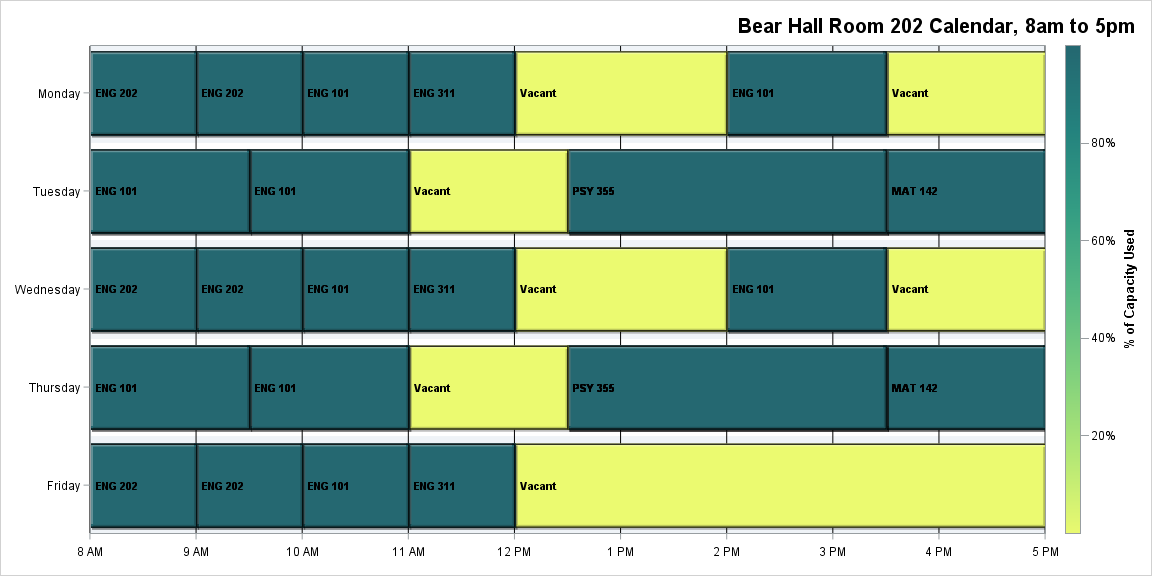 Bear Hall Room 202 Calendar, 8am to 5pm
Monday
ENG 202
ENG 202
ENG 101
ENG 311
Vacant
ENG 101
Vacant
Tuesday
ENG 101
ENG 101
Vacant
PSY 355
MAT 142
Wednesday
ENG 202
ENG 202
ENG 101
ENG 311
Vacant
ENG 101
Vacant
Thursday
ENG 101
ENG 101
Vacant
PSY 355
MAT 142
Friday
ENG 202
ENG 202
ENG 101
ENG 311
Vacant
8 AM
9 AM
10 AM
11 AM
12 PM
1 PM
2 PM
3 PM
4 PM
5 PM
80%
60%
40%
20%
% of Capacity Used